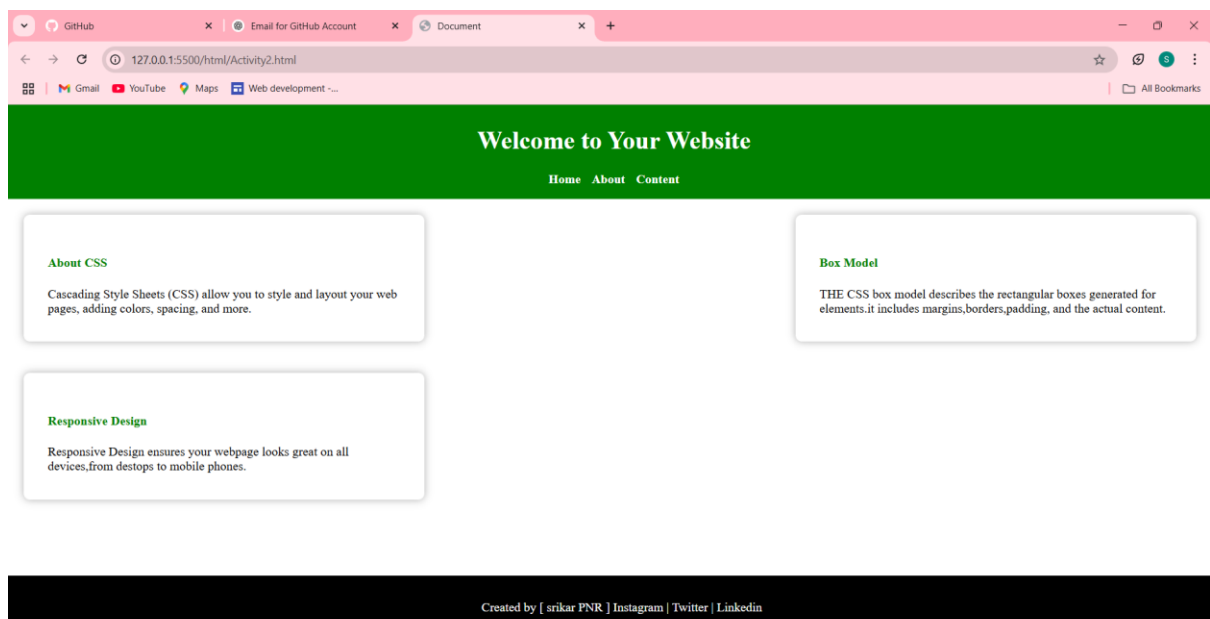 GitHub
Email for GitHub Account
Document
127.0.0.1:5500/html/Activity2.html
S
Gmail
YouTube
Maps
Web development -...
All Bookmarks
Welcome to Your Website
Home About Content
About CSS
Cascading Style Sheets (CSS) allow you to style and layout your web
pages, adding colors, spacing, and more.
Box Model
THE CSS box model describes the rectangular boxes generated for
elements.it includes margins,borders,padding, and the actual content.
Responsive Design
Responsive Design ensures your webpage looks great on all
devices,from destops to mobile phones.
Created by [ srikar PNR ] Instagram | Twitter | Linkedin